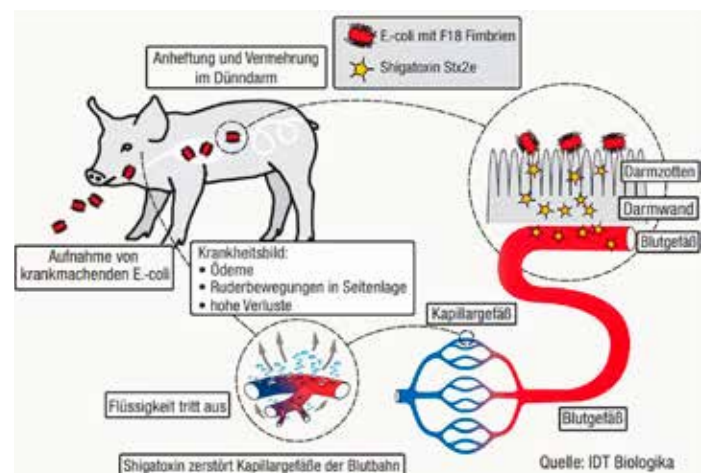 E.-coli mit F18 Fimbrien
Shigatoxin Stx2e
Anheftung und Vermehrung
im Dünndarm
Darmzotten
Darmwand
Blutgefäß
Aufnahme von
krankmachenden E.-coli
Krankheitsbild:
• Ödeme
• Ruderbewegungen in Seitenlage
• hohe Verluste
Kapillargefäß
Flüssigkeit tritt aus
Blutgefäß
Shigatoxin zerstört Kapillargefäße der Blutbahn
Quelle: IDT Biologika